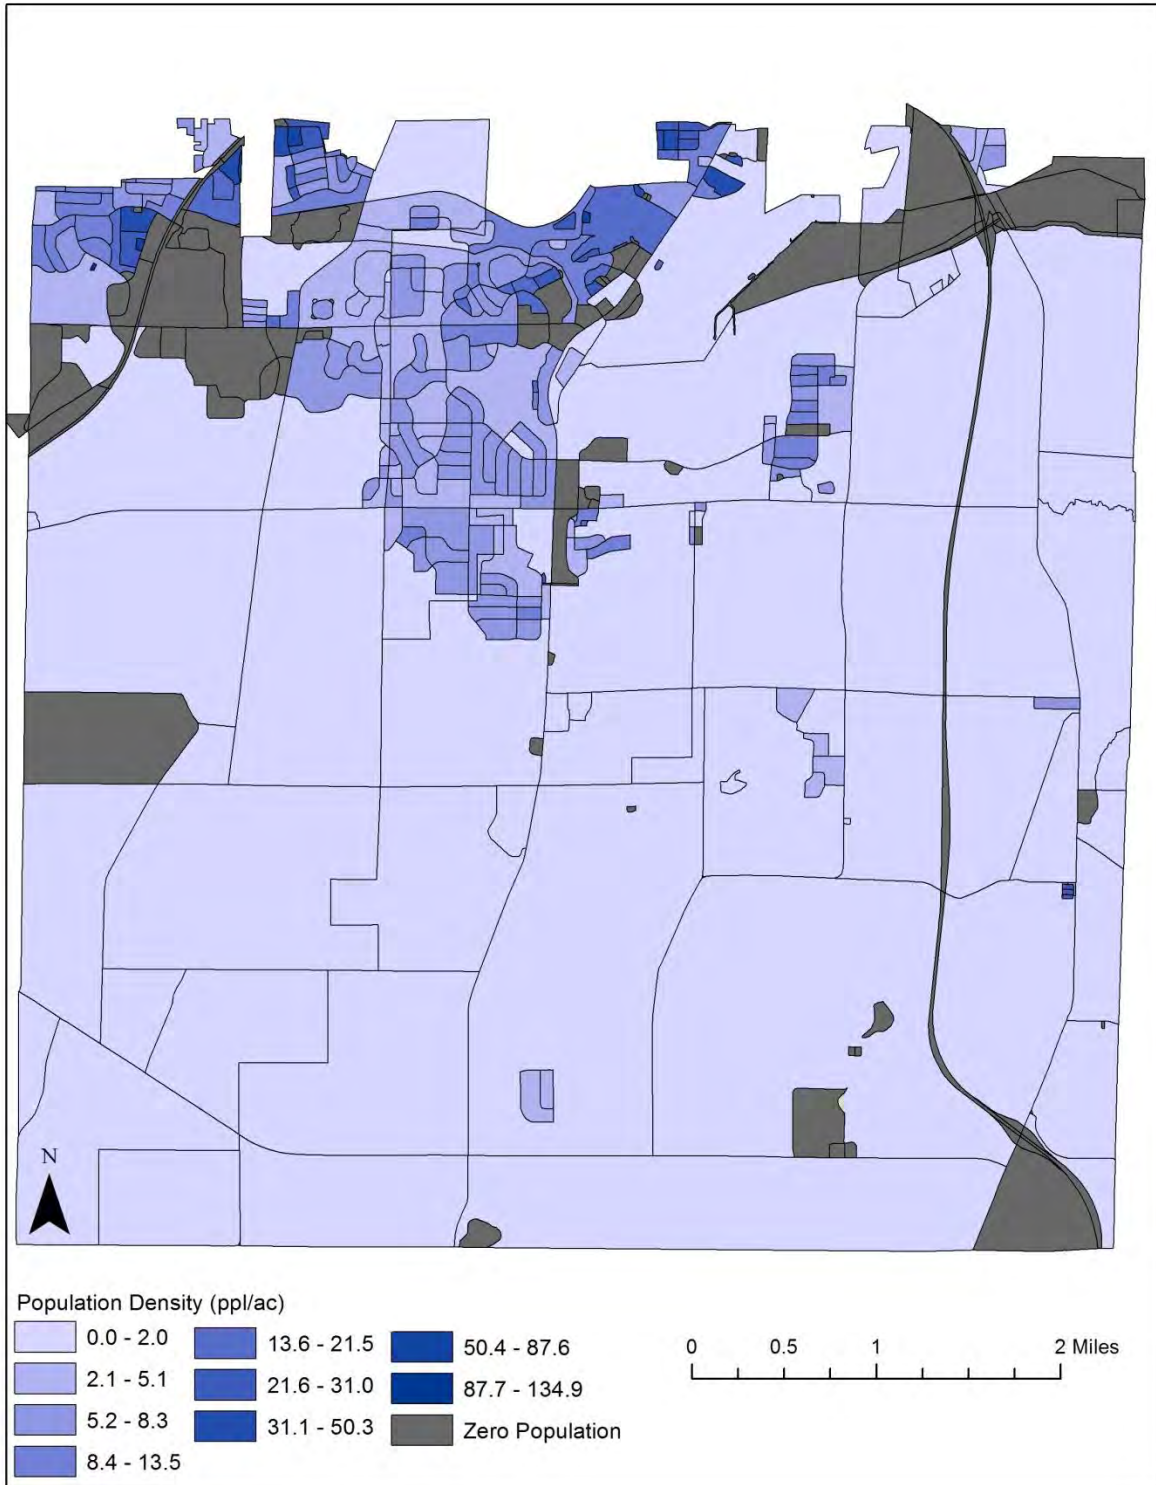 N
Population Density (ppl/ac)
0.0 - 2.0
2.1 - 5.1
5.2 - 8.3
8.4 - 13.5
13.6 - 21.5
21.6 - 31.0
31.1 - 50.3
50.4 - 87.6
87.7 - 134.9
Zero Population
0 0.5 1 2 Miles